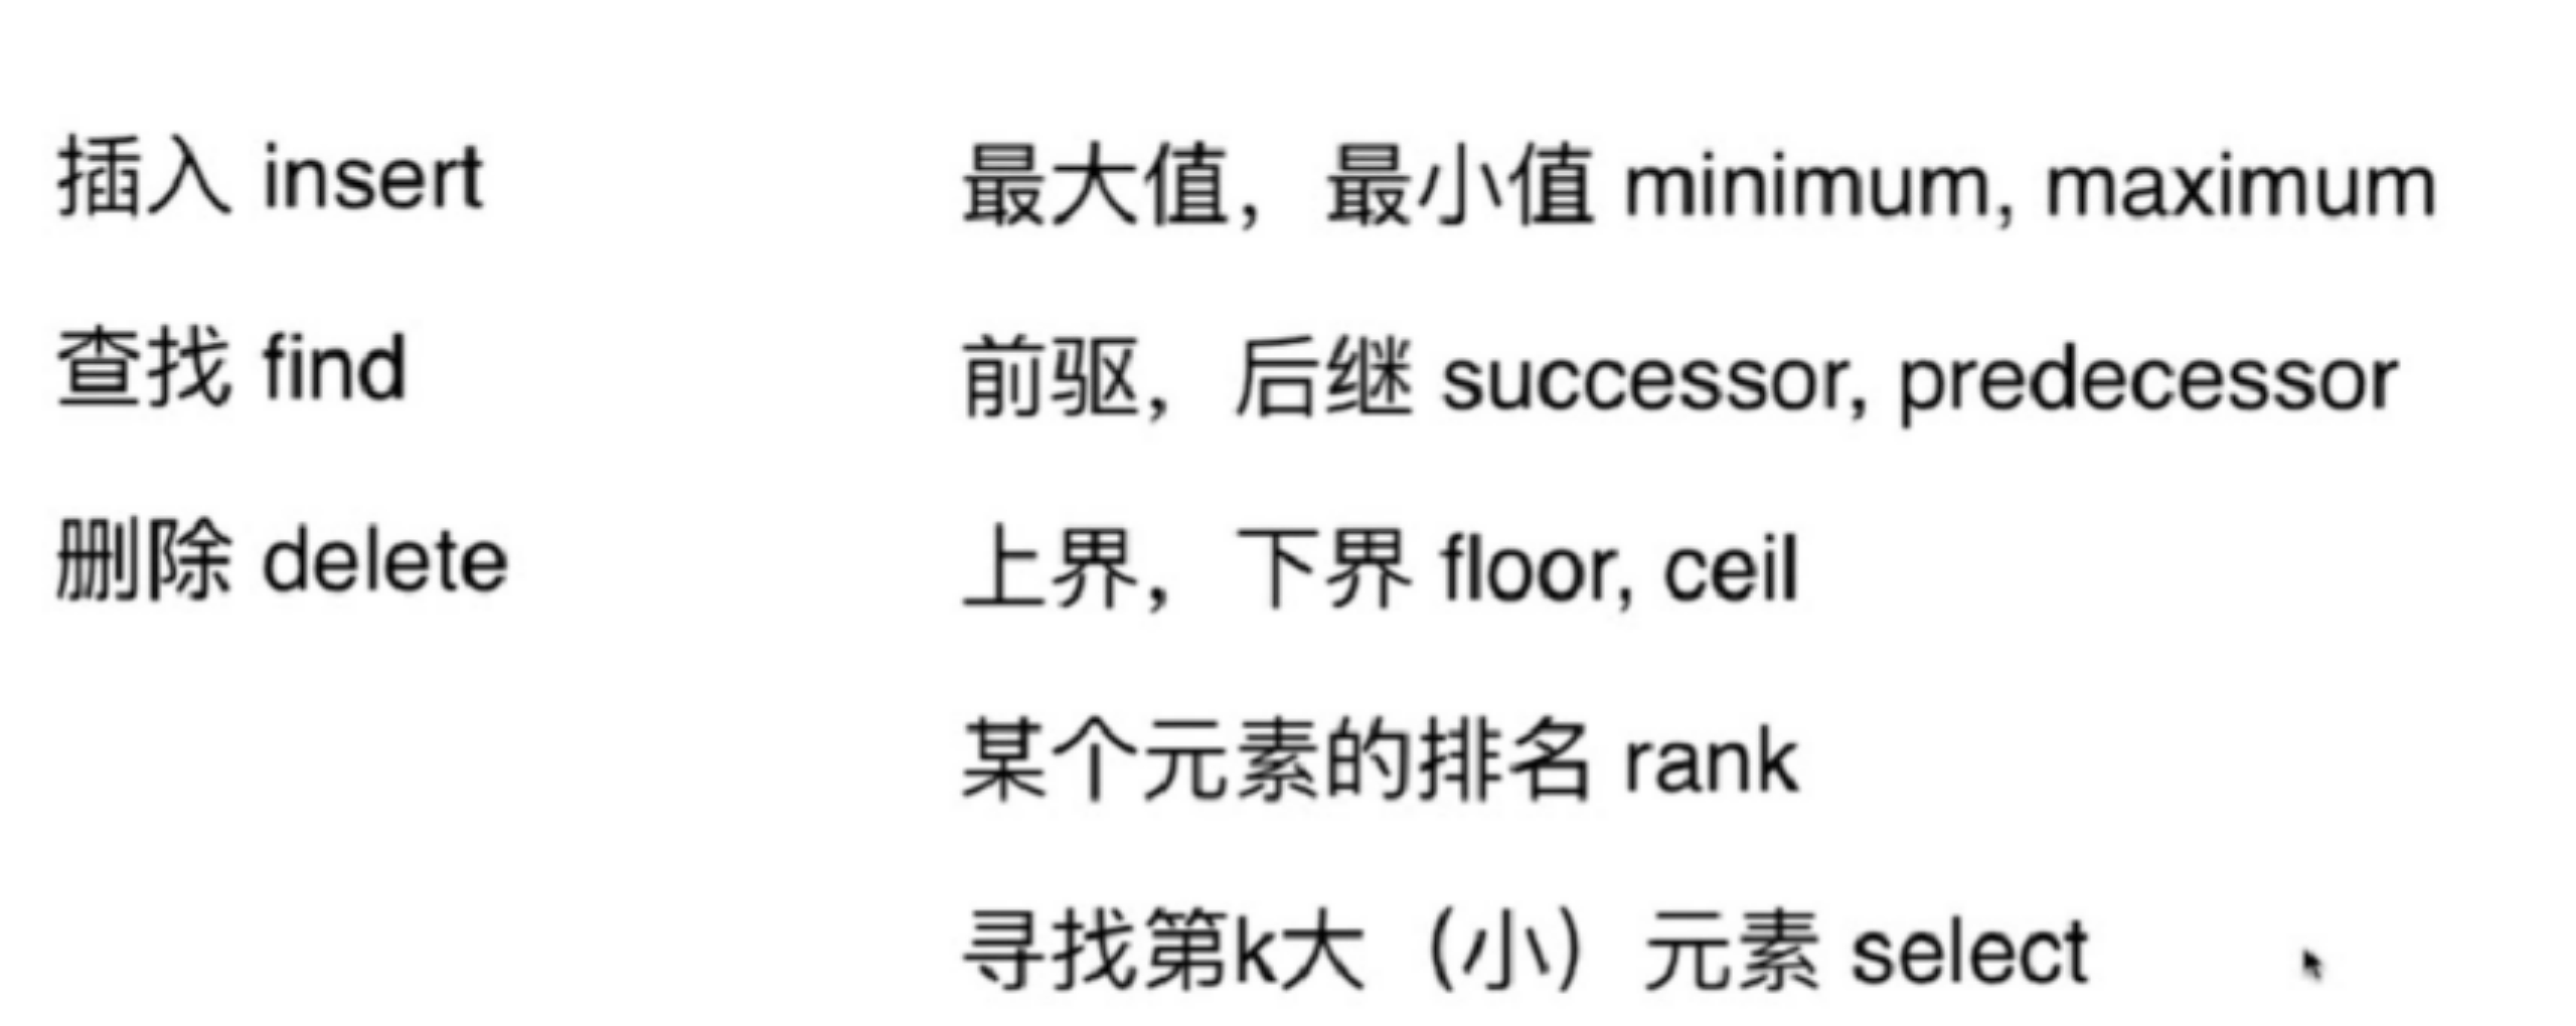 插入 insert
查找 find
删除 delete
最大值，最小值 minimum, maximum
前驱，后继 successor, predecessor
上界，下界 floor, ceil
某个元素的排名 rank
寻找第k大（小）元素 select